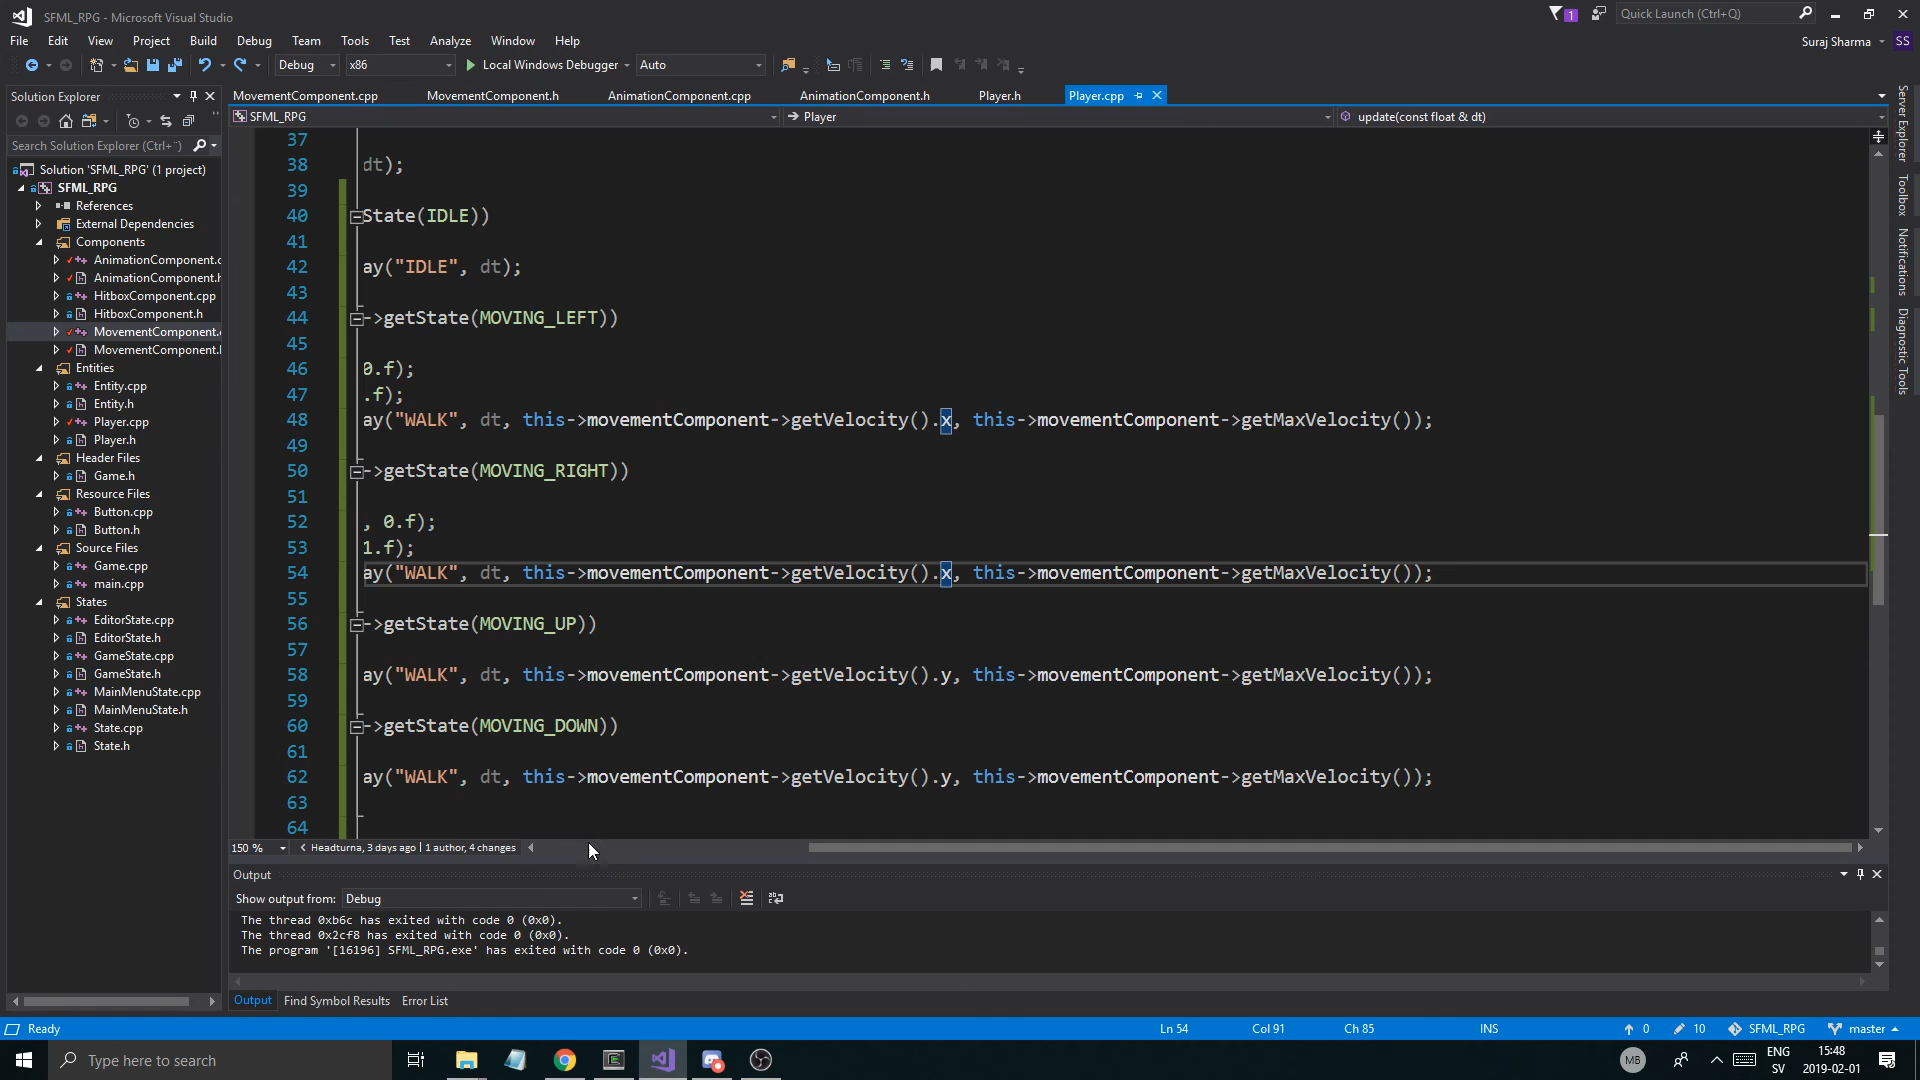 SFML_RPG - Microsoft Visual Studio
1
Quick Launch (Ctrl+Q)
File Edit View Project Build Debug Team Tools Test Analyze Window Help
Suraj Sharma SS
Debug x86 Local Windows Debugger Auto
Solution Explorer
MovementComponent.cpp MovementComponent.h AnimationComponent.cpp AnimationComponent.h Player.h Player.cpp
SFML_RPG Player update(const float & dt)
Search Solution Explorer (Ctrl+¨)
Solution 'SFML_RPG' (1 project)
SFML_RPG
References
External Dependencies
Components
AnimationComponent.c
AnimationComponent.h
HitboxComponent.cpp
HitboxComponent.h
MovementComponent.c
MovementComponent.h
Entities
Entity.cpp
Entity.h
Player.cpp
Player.h
Header Files
Game.h
Resource Files
Button.cpp
Button.h
Source Files
Game.cpp
main.cpp
States
EditorState.cpp
EditorState.h
GameState.cpp
GameState.h
MainMenuState.cpp
MainMenuState.h
State.cpp
State.h
37
38 dt);
39
40 State(IDLE))
41
42 ay("IDLE", dt);
43
44 ->getState(MOVING_LEFT))
45
46 0.f);
47 .f);
48 ay("WALK", dt, this->movementComponent->getVelocity().x, this->movementComponent->getMaxVelocity());
49
50 ->getState(MOVING_RIGHT))
51
52 , 0.f);
53 1.f);
54 ay("WALK", dt, this->movementComponent->getVelocity().x, this->movementComponent->getMaxVelocity());
55
56 ->getState(MOVING_UP))
57
58 ay("WALK", dt, this->movementComponent->getVelocity().y, this->movementComponent->getMaxVelocity());
59
60 ->getState(MOVING_DOWN))
61
62 ay("WALK", dt, this->movementComponent->getVelocity().y, this->movementComponent->getMaxVelocity());
63
64
150 % Headturna, 3 days ago | 1 author, 4 changes
Output
Show output from: Debug
The thread 0xb6c has exited with code 0 (0x0).
The thread 0x2cf8 has exited with code 0 (0x0).
The program '[16196] SFML_RPG.exe' has exited with code 0 (0x0).
Output Find Symbol Results Error List
Server Explorer
Toolbox
Notifications
Diagnostic Tools
Ready Ln 54 Col 91 Ch 85 INS 0 10 SFML_RPG master
Type here to search
MB
ENG
SV
15:48
2019-02-01